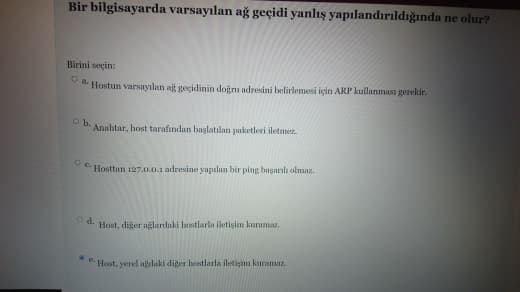 Bir bilgisayarda varsayılan ağ geçidi yanlış yapılandırıldığında ne olur?
Birini seçin:
a. Hostun varsayılan ağ geçidinin doğru adresini belirlemesi için ARP kullanması gerekir.
b. Anahtar, host tarafından başlatılan paketleri iletmez.
c. Hosttan 127.0.0.1 adresine yapılan bir ping başarılı olmaz.
d. Host, diğer ağlardaki hostlarla iletişim kuramaz.
e. Host, yerel ağdaki diğer hostlarla iletişim kuramaz.